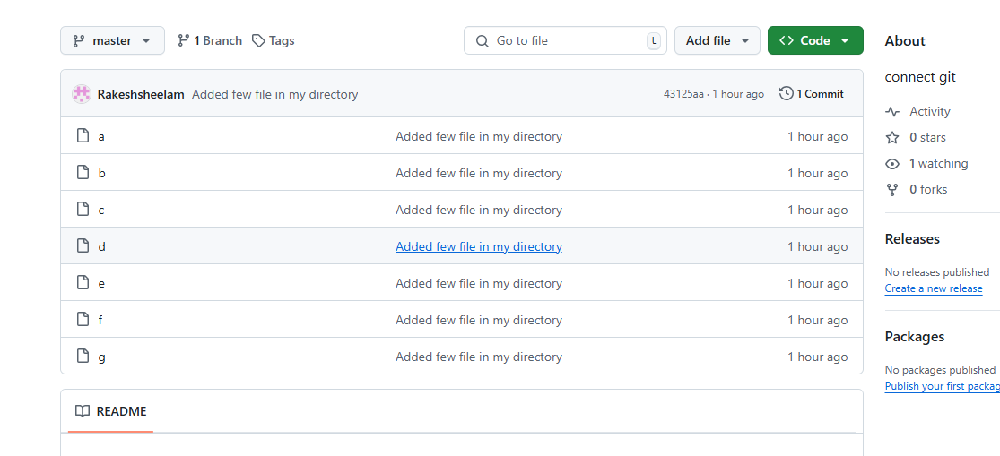 master 1 Branch Tags Go to file t Add file Code
Rakeshsheelam Added few file in my directory 43125aa · 1 hour ago 1 Commit
a Added few file in my directory 1 hour ago
b Added few file in my directory 1 hour ago
c Added few file in my directory 1 hour ago
d Added few file in my directory 1 hour ago
e Added few file in my directory 1 hour ago
f Added few file in my directory 1 hour ago
g Added few file in my directory 1 hour ago
README
About
connect git
Activity
0 stars
1 watching
0 forks
Releases
No releases published
Create a new release
Packages
No packages published
Publish your first packag